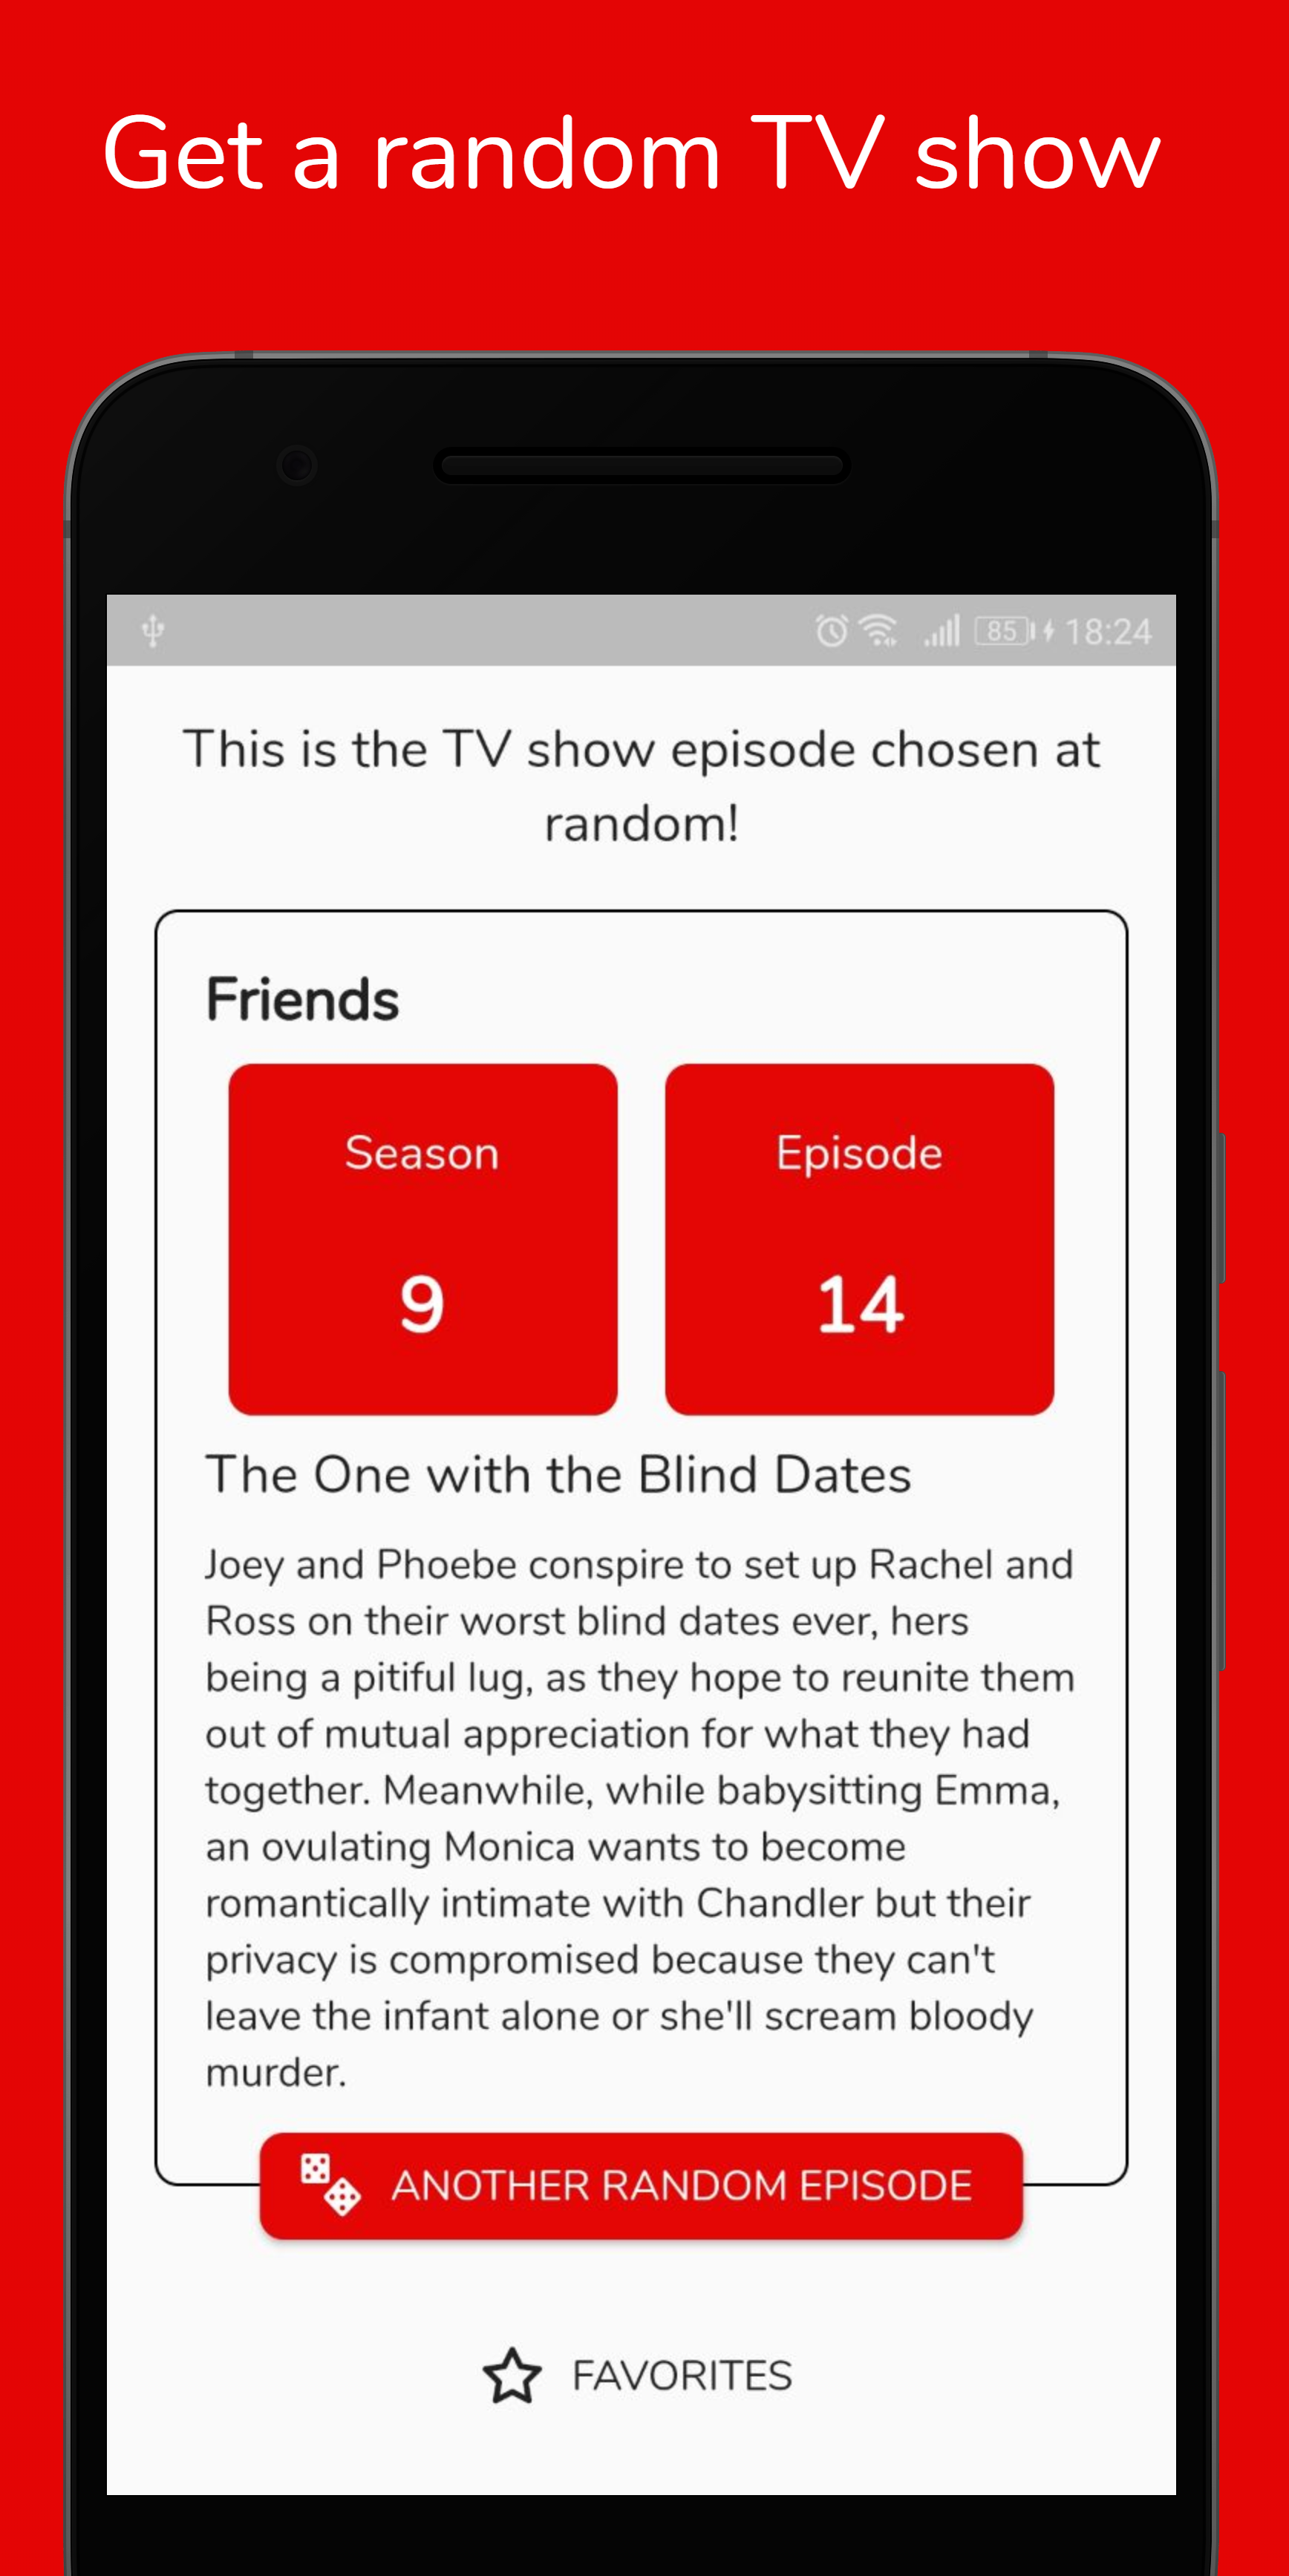 Get a random TV show
85 18:24
This is the TV show episode chosen at
random!
Friends
Season
Episode
9
14
The One with the Blind Dates
Joey and Phoebe conspire to set up Rachel and
Ross on their worst blind dates ever, hers
being a pitiful lug, as they hope to reunite them
out of mutual appreciation for what they had
together. Meanwhile, while babysitting Emma,
an ovulating Monica wants to become
romantically intimate with Chandler but their
privacy is compromised because they can't
leave the infant alone or she'll scream bloody
murder.
ANOTHER RANDOM EPISODE
FAVORITES